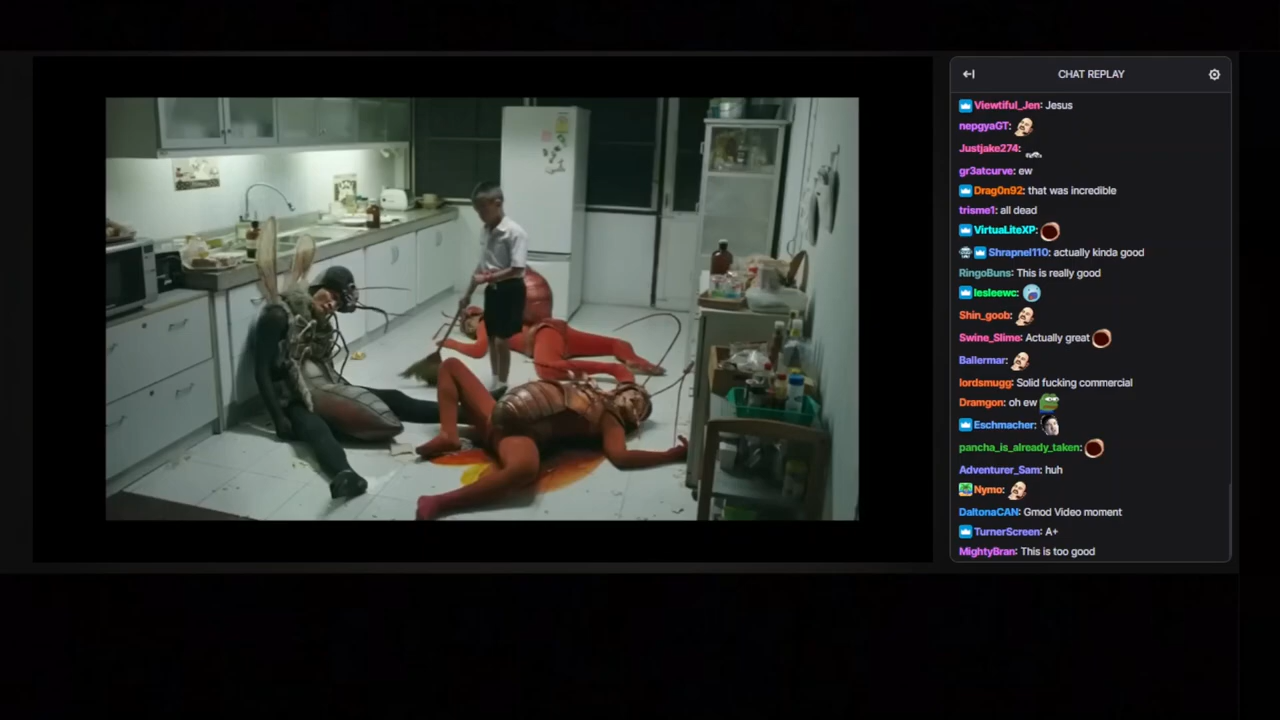 CHAT REPLAY
Viewtiful_Jen: Jesus
nepgyaGT:
Justjake274:
gr3atcurve: ew
Drag0n92: that was incredible
trisme1: all dead
VirtuaLiteXP:
Shrapnel110: actually kinda good
RingoBuns: This is really good
lesleewc:
Shin_goob:
Swine_Slime: Actually great
Ballermar:
lordsmugg: Solid fucking commercial
Dramgon: oh ew
Eschmacher:
pancha_is_already_taken:
Adventurer_Sam: huh
Nymo:
DaltonaCAN: Gmod Video moment
TurnerScreen: A+
MightyBran: This is too good